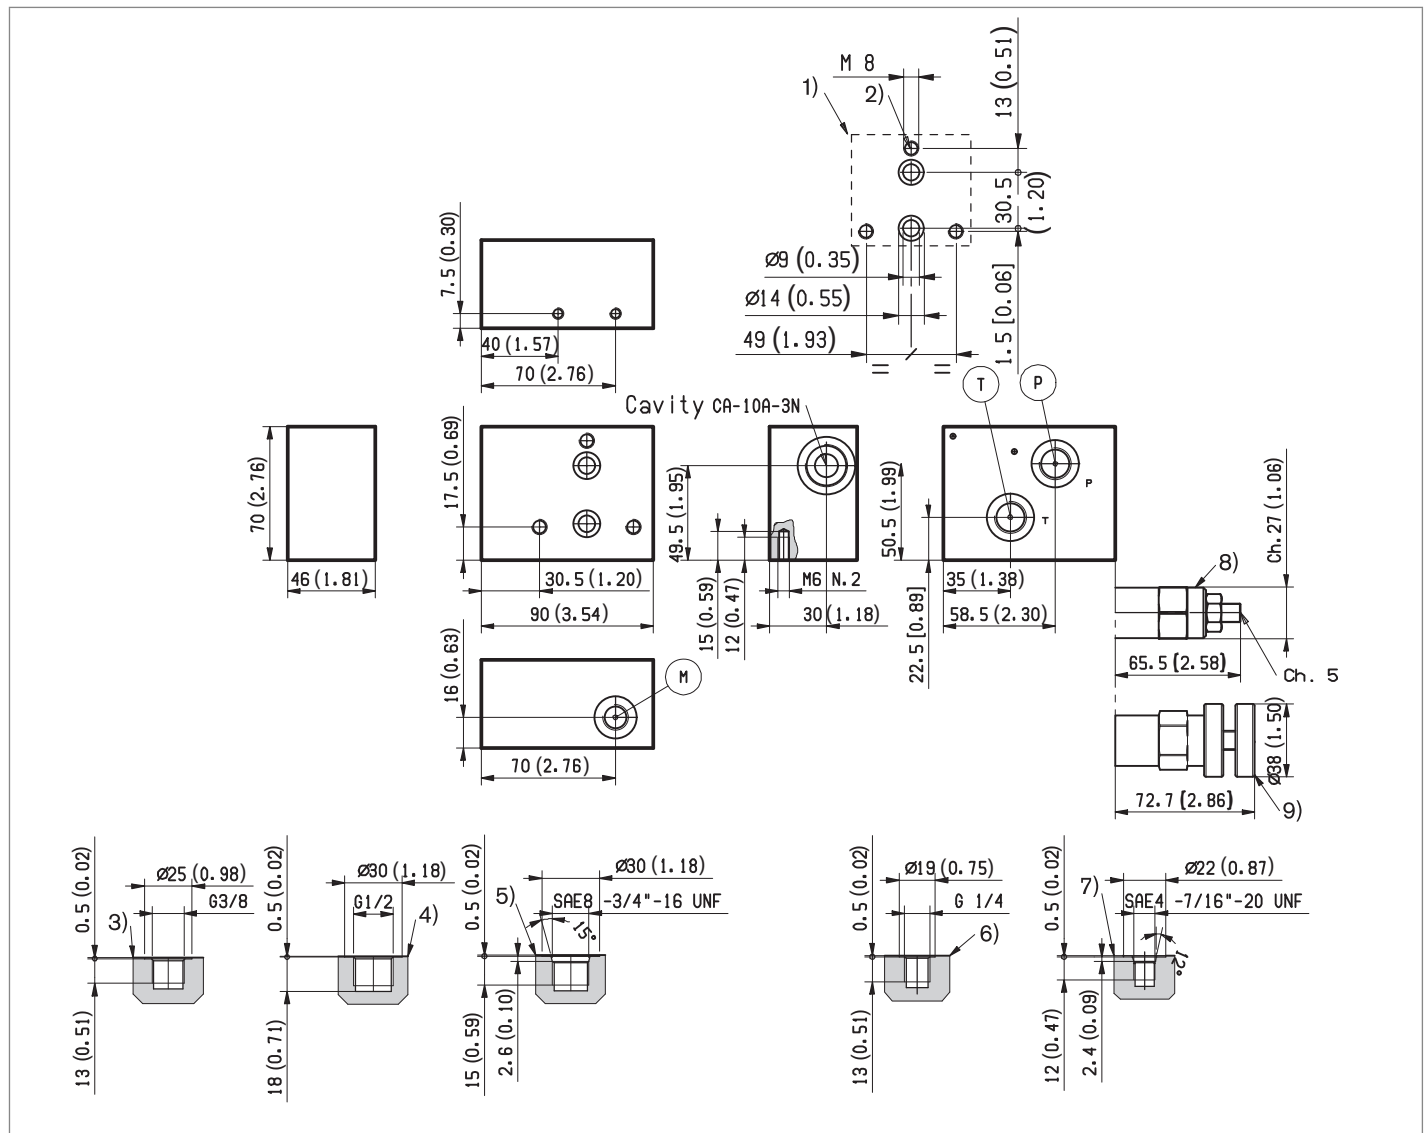 M 8
1)
2)
13 (0.51)
30.5
(1.20)
1.5 [0.06]
Ø9 (0.35)
Ø14 (0.55)
49 (1.93)
=
=
7.5 (0.30)
40 (1.57)
70 (2.76)
T
P
Cavity CA-10A-3N
70 (2.76)
46 (1.81)
17.5 (0.69)
30.5 (1.20)
90 (3.54)
49.5 (1.95)
15 (0.59)
12 (0.47)
M6 N.2
30 (1.18)
50.5 (1.99)
22.5 [0.89]
P
T
35 (1.38)
58.5 (2.30)
Ch.27 (1.06)
8)
65.5 [2.58]
Ch. 5
Ø38 (1.50)
72.7 [2.86]
9)
16 (0.63)
M
70 (2.76)
0.5 (0.02)
Ø25 (0.98)
G3/8
3)
13 (0.51)
0.5 (0.02)
Ø30 (1.18)
G1/2
4)
18 (0.71)
0.5 (0.02)
Ø30 (1.18)
5)
SAE8 -3/4"-16 UNF
15°
15 (0.59)
2.6 (0.10)
0.5 (0.02)
Ø19 (0.75)
G 1/4
6)
13 (0.51)
0.5 (0.02)
Ø22 (0.87)
7)
SAE4 -7/16"-20 UNF
12°
12 (0.47)
2.4 (0.09)